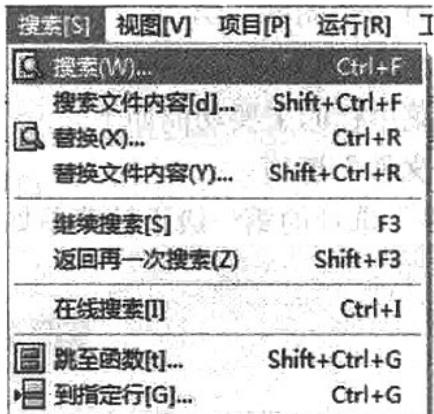 搜索[S] 视图[V] 项目[P] 运行[R]
搜索(W)... Ctrl+F
搜索文件内容[d]... Shift+Ctrl+F
替换(X)... Ctrl+R
替换文件内容(Y)... Shift+Ctrl+R
继续搜索[S] F3
返回再一次搜索(Z) Shift+F3
在线搜索[I] Ctrl+I
跳至函数[t]... Shift+Ctrl+G
到指定行[G]... Ctrl+G